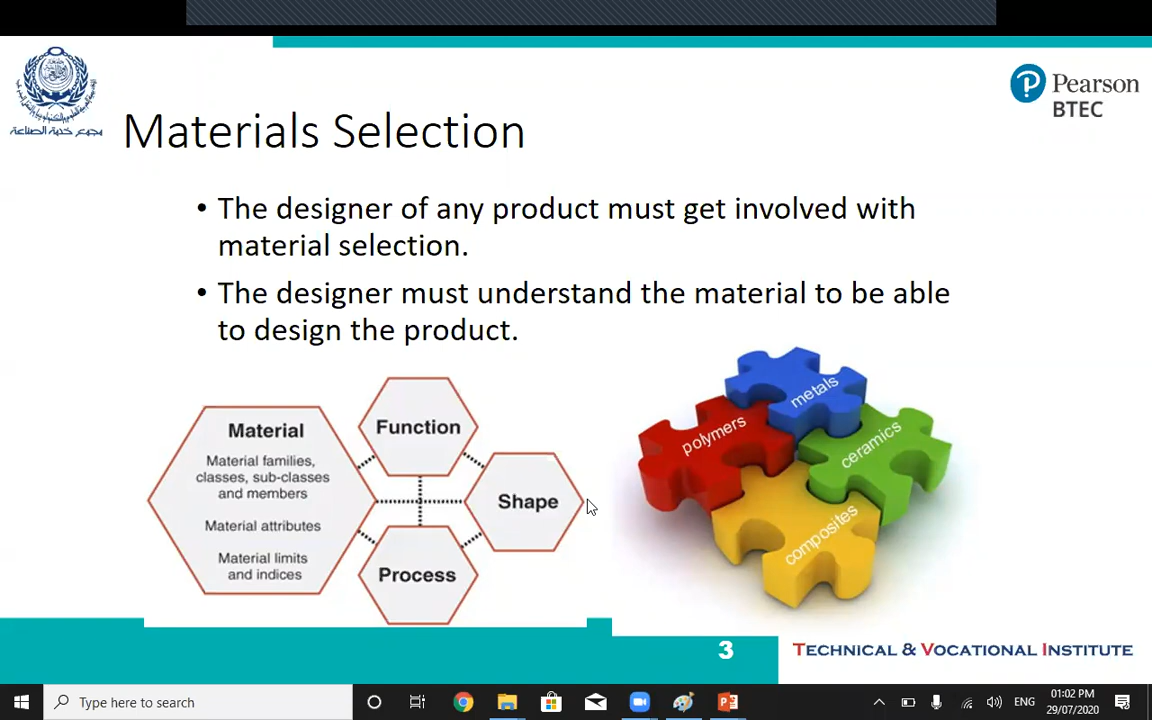 Pearson
BTEC
مجمع خدمة الصناعة
Materials Selection
• The designer of any product must get involved with
material selection.
• The designer must understand the material to be able
to design the product.
Material
Material families,
classes, sub-classes
and members
Material attributes
Material limits
and indices
Function
Shape
Process
metals
polymers
ceramics
composites
3
TECHNICAL & VOCATIONAL INSTITUTE
Type here to search
ENG
01:02 PM
29/07/2020